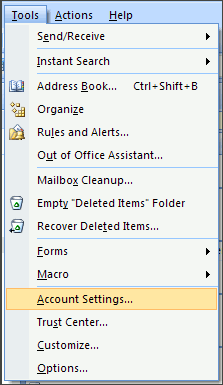 Tools Actions Help
Send/Receive
Instant Search
Address Book... Ctrl+Shift+B
Organize
Rules and Alerts...
Out of Office Assistant...
Mailbox Cleanup...
Empty "Deleted Items" Folder
Recover Deleted Items...
Forms
Macro
Account Settings...
Trust Center...
Customize...
Options...